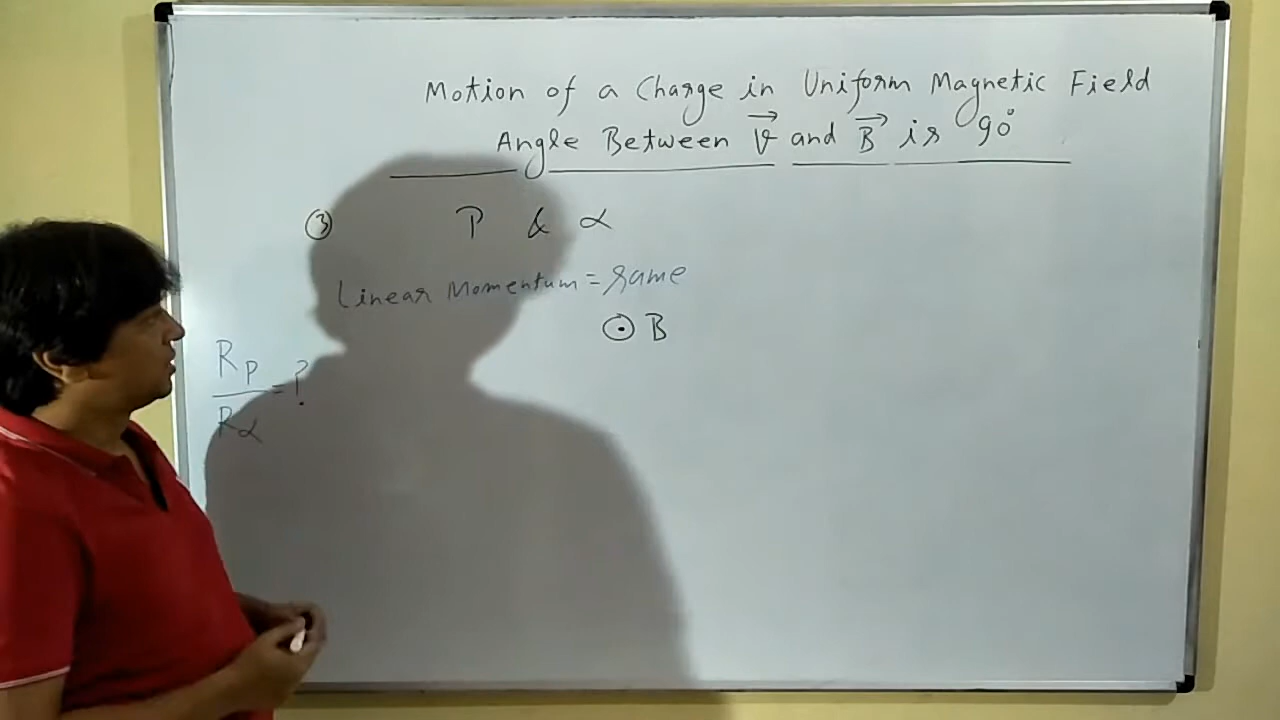 Motion of a Charge in Uniform Magnetic Field
Angle Between V⃗ and B⃗ is 90°
③ P & α
Linear Momentum = Same
⊙ B
R_P / R_α = ?